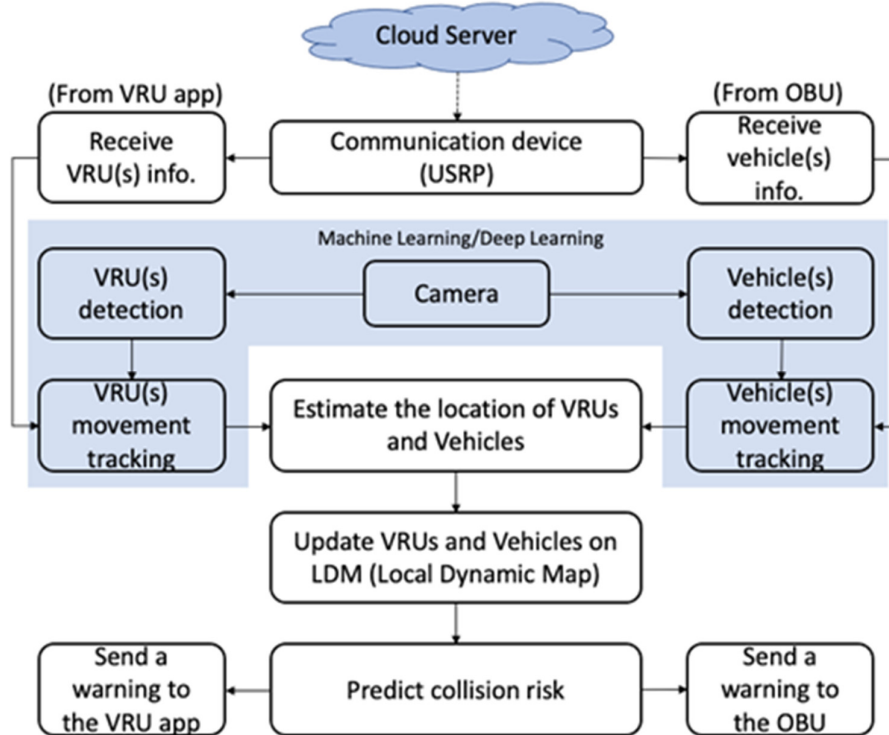 Cloud Server
(From VRU app)
(From OBU)
Receive
VRU(s) info.
Communication device
(USRP)
Receive
vehicle(s)
info.
Machine Learning/Deep Learning
VRU(s)
detection
Camera
Vehicle(s)
detection
VRU(s)
movement
tracking
Estimate the location of VRUs
and Vehicles
Vehicle(s)
movement
tracking
Update VRUs and Vehicles on
LDM (Local Dynamic Map)
Send a
warning to
the VRU app
Predict collision risk
Send a
warning to
the OBU